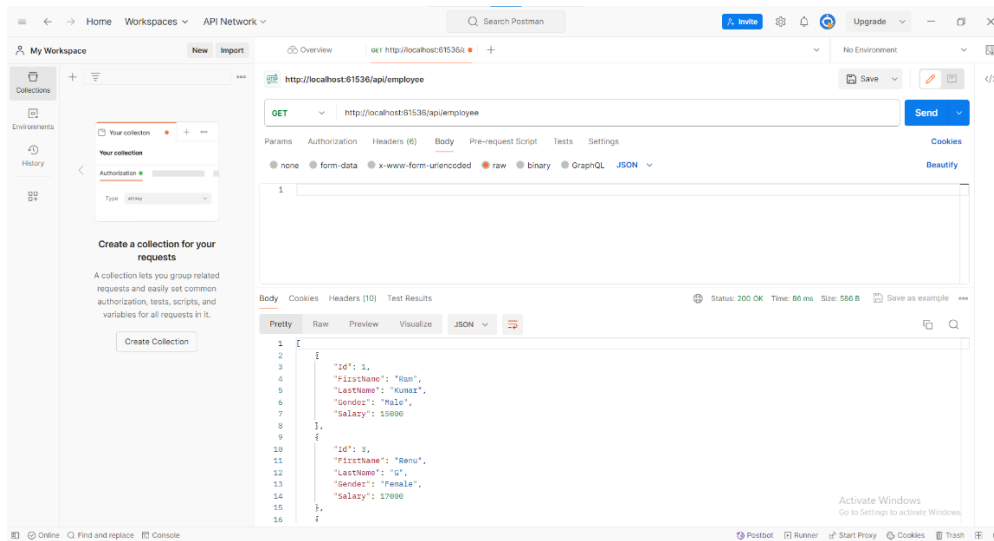 Home Workspaces API Network Search Postman Invite Upgrade
My Workspace New Import Overview GET http://localhost:61536/ No Environment
Collections
Environments
History
Your collection
Your collection
Authorization
Type
Create a collection for your
requests
A collection lets you group related
requests and easily set common
authorization, tests, scripts, and
variables for all requests in it.
Create Collection
HTTP http://localhost:61536/api/employee Save
GET http://localhost:61536/api/employee Send
Params Authorization Headers (6) Body Pre-request Script Tests Settings Cookies
none form-data x-www-form-urlencoded raw binary GraphQL JSON Beautify
1
Body Cookies Headers (10) Test Results Status: 200 OK Time: 86 ms Size: 586 B Save as example
Pretty Raw Preview Visualize JSON
1 [
2 {
3 "Id": 1,
4 "FirstName": "Ram",
5 "LastName": "Kumar",
6 "Gender": "Male",
7 "Salary": 15000
8 },
9 {
10 "Id": 3,
11 "FirstName": "Renu",
12 "LastName": "G",
13 "Gender": "Female",
14 "Salary": 17000
15 },
16 {
Activate Windows
Go to Settings to activate Windows.
Online Find and replace Console Postbot Runner Start Proxy Cookies Trash